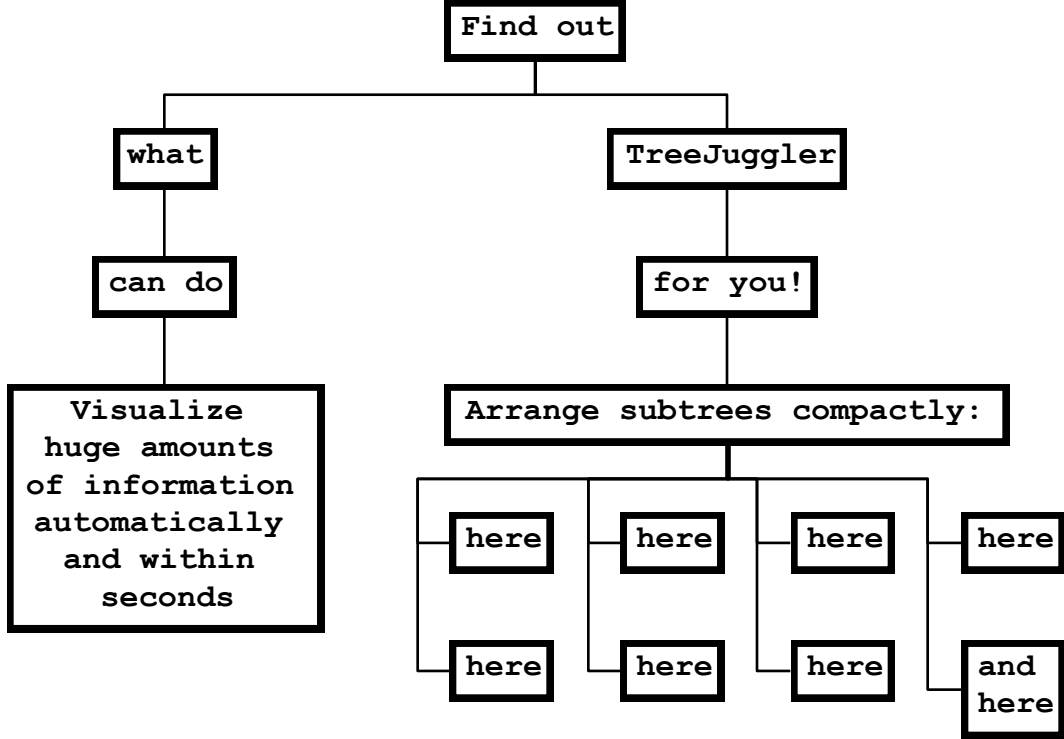 Find out
what
TreeJuggler
can do
for you!
Visualize
huge amounts
of information
automatically
and within
seconds
Arrange subtrees compactly:
here
here
here
here
here
here
here
and
here